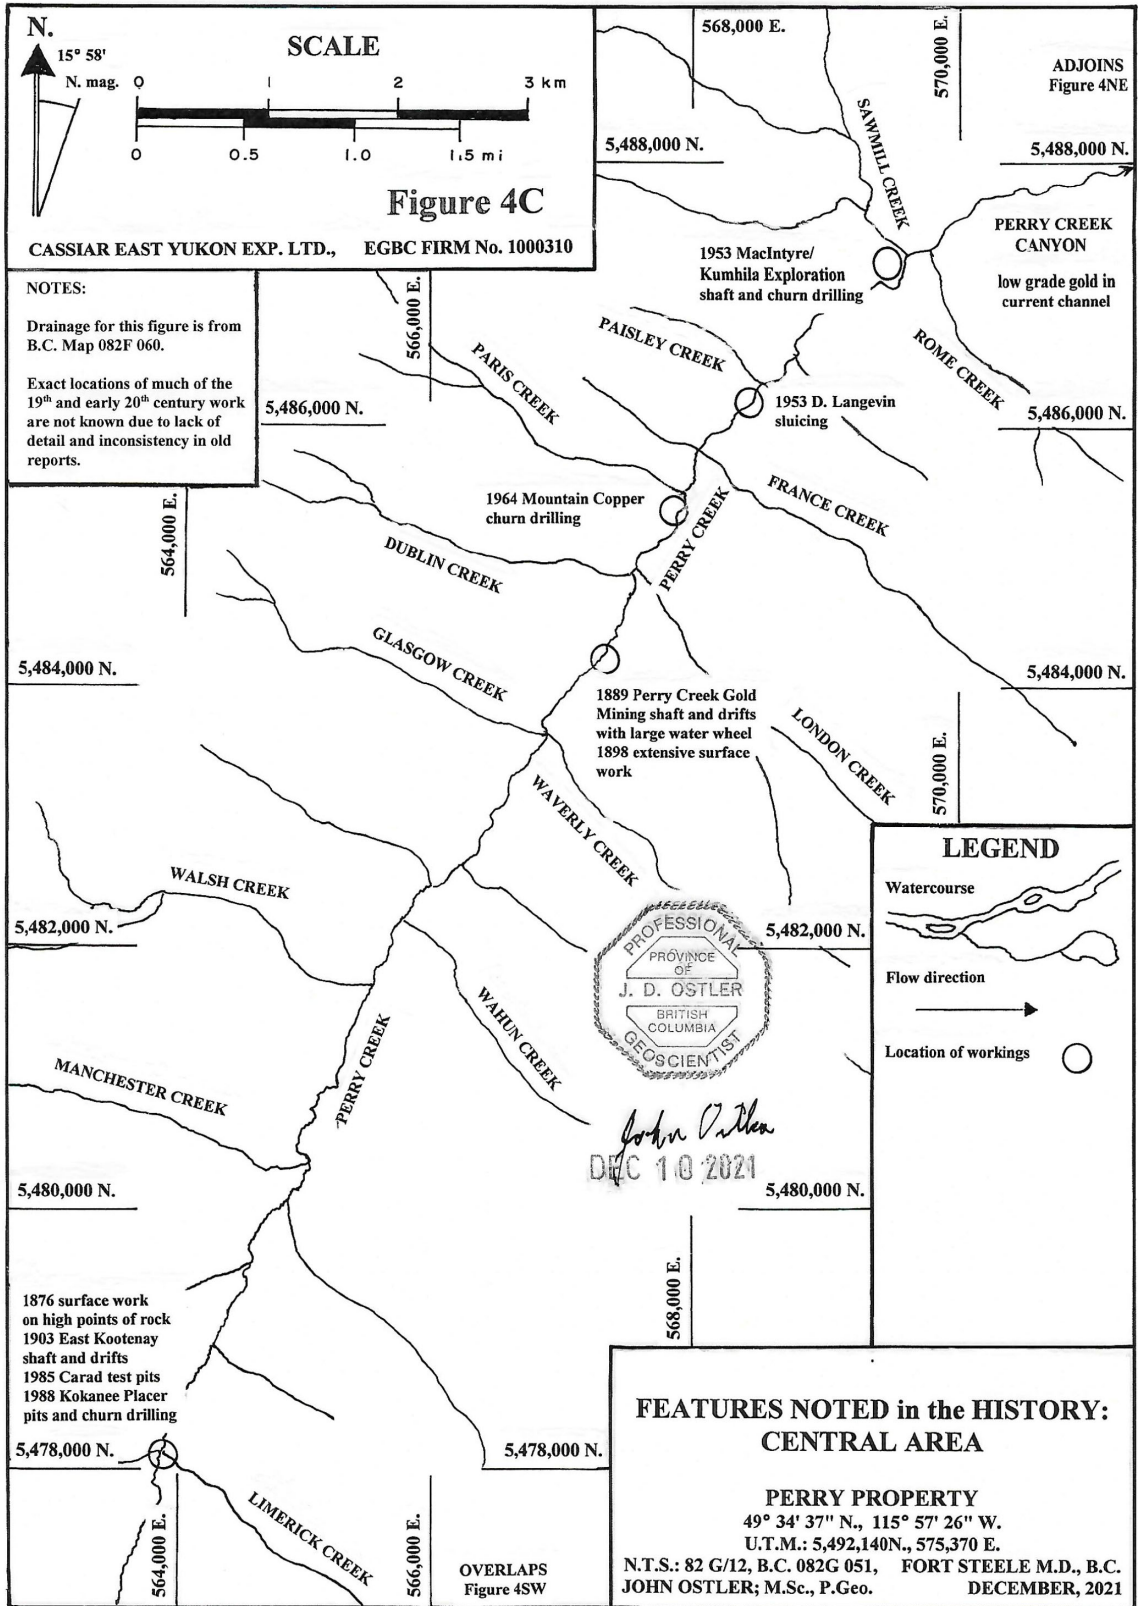 N.
15° 58'
N. mag.
SCALE
0 1 2 3 km
0 0.5 1.0 1.5 mi
Figure 4C
CASSIAR EAST YUKON EXP. LTD., EGBC FIRM No. 1000310
NOTES:
Drainage for this figure is from
B.C. Map 082F 060.
Exact locations of much of the
19th and early 20th century work
are not known due to lack of
detail and inconsistency in old
reports.
568,000 E.
570,000 E.
ADJOINS
Figure 4NE
5,488,000 N.
5,488,000 N.
SAWMILL CREEK
PERRY CREEK
CANYON
low grade gold in
current channel
1953 MacIntyre/
Kumhila Exploration
shaft and churn drilling
566,000 E.
PAISLEY CREEK
ROME CREEK
PARIS CREEK
5,486,000 N.
1953 D. Langevin
sluicing
5,486,000 N.
564,000 E.
1964 Mountain Copper
churn drilling
FRANCE CREEK
PERRY CREEK
DUBLIN CREEK
GLASGOW CREEK
5,484,000 N.
5,484,000 N.
1889 Perry Creek Gold
Mining shaft and drifts
with large water wheel
1898 extensive surface
work
LONDON CREEK
570,000 E.
WAVERLY CREEK
WALSH CREEK
5,482,000 N.
5,482,000 N.
PROFESSIONAL
PROVINCE
OF
J. D. OSTLER
BRITISH
COLUMBIA
GEOSCIENTIST
WAHUN CREEK
PERRY CREEK
MANCHESTER CREEK
John Ostler
DEC 10 2021
5,480,000 N.
5,480,000 N.
LEGEND
Watercourse
Flow direction
Location of workings
1876 surface work
on high points of rock
1903 East Kootenay
shaft and drifts
1985 Carad test pits
1988 Kokanee Placer
pits and churn drilling
568,000 E.
5,478,000 N.
5,478,000 N.
LIMERICK CREEK
564,000 E.
566,000 E.
OVERLAPS
Figure 4SW
FEATURES NOTED in the HISTORY:
CENTRAL AREA
PERRY PROPERTY
49° 34' 37" N., 115° 57' 26" W.
U.T.M.: 5,492,140N., 575,370 E.
N.T.S.: 82 G/12, B.C. 082G 051, FORT STEELE M.D., B.C.
JOHN OSTLER; M.Sc., P.Geo. DECEMBER, 2021